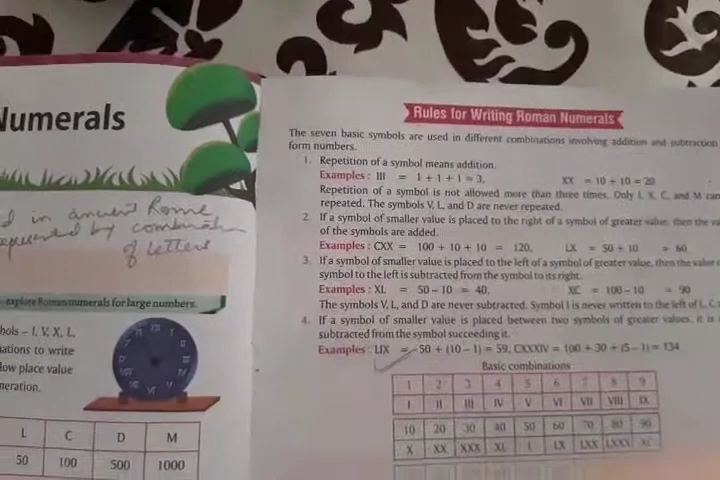 Numerals
d in ancient Rome
epresented by combination
of letters
explore Roman numerals for large numbers.
bols – I, V, X, L,
ations to write
low place value
neration.
L C D M
50 100 500 1000
Rules for Writing Roman Numerals
The seven basic symbols are used in different combinations involving addition and subtraction
form numbers.
1. Repetition of a symbol means addition.
Examples : III = 1 + 1 + 1 = 3, XX = 10 + 10 = 20
Repetition of a symbol is not allowed more than three times. Only I, X, C, and M can
repeated. The symbols V, L, and D are never repeated.
2. If a symbol of smaller value is placed to the right of a symbol of greater value, then the va
of the symbols are added.
Examples : CXX = 100 + 10 + 10 = 120, LX = 50 + 10 = 60
3. If a symbol of smaller value is placed to the left of a symbol of greater value, then the value
symbol to the left is subtracted from the symbol to its right.
Examples : XL = 50 – 10 = 40, XC = 100 – 10 = 90
The symbols V, L, and D are never subtracted. Symbol I is never written to the left of L, C,
4. If a symbol of smaller value is placed between two symbols of greater values, it is
subtracted from the symbol succeeding it.
Examples : LIX = 50 + (10 – 1) = 59, CXXXIV = 100 + 30 + (5 – 1) = 134
Basic combinations
1 2 3 4 5 6 7 8 9
I II III IV V VI VII VIII IX
10 20 30 40 50 60 70 80 90
X XX XXX XL L LX LXX LXXX XC